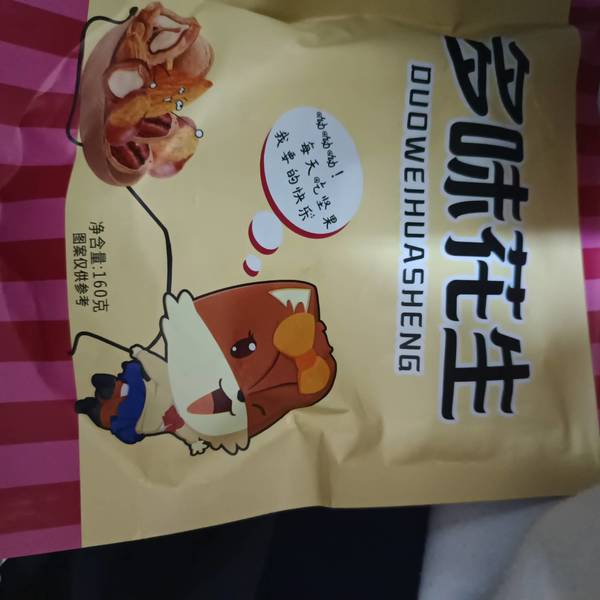 多味花生
DUOWEIHUASHENG
呦呦呦！
每天吃坚果
我要的快乐
净含量:160克
图案仅供参考